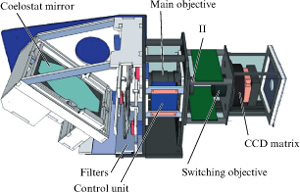 Coelostat mirror
Main objective
II
Filters
Control unit
Switching objective
CCD matrix